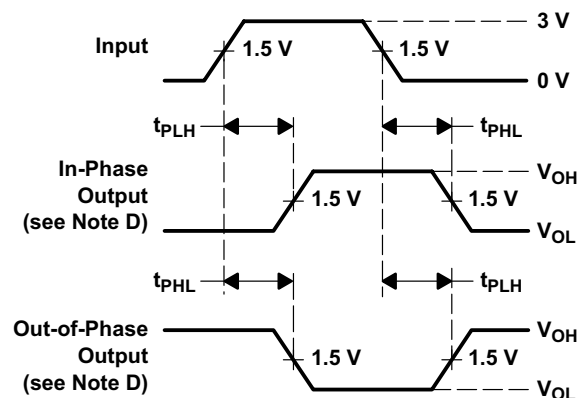 3 V
Input
1.5 V
1.5 V
0 V
tPLH
tPHL
In-Phase
Output
(see Note D)
VOH
1.5 V
1.5 V
VOL
tPHL
tPLH
Out-of-Phase
Output
(see Note D)
VOH
1.5 V
1.5 V
VOL